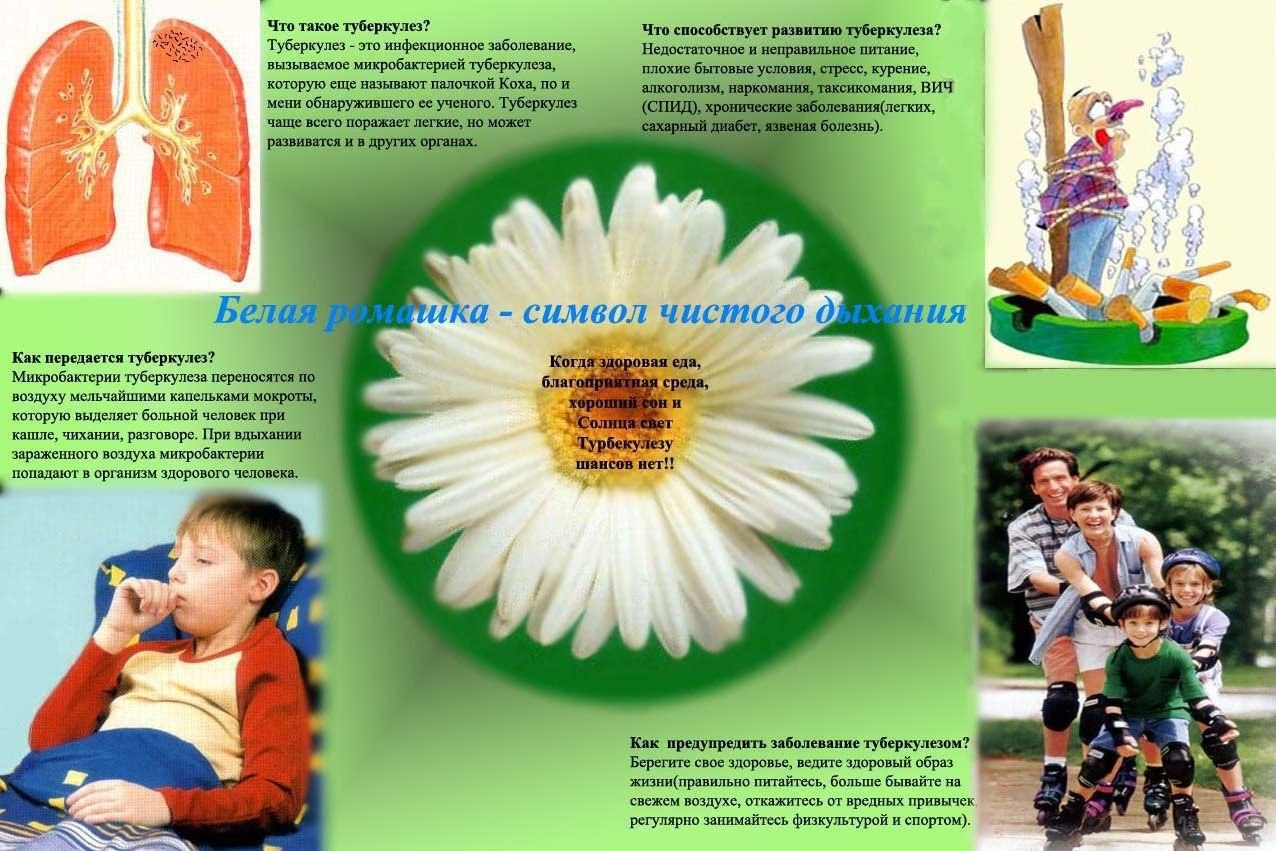 Что такое туберкулез?
Туберкулез - это инфекционное заболевание,
вызываемое микробактерией туберкулеза,
которую еще называют палочкой Коха, по и
мени обнаружившего ее ученого. Туберкулез
чаще всего поражает легкие, но может
развиватся и в других органах.
Что способствует развитию туберкулеза?
Недостаточное и неправильное питание,
плохие бытовые условия, стресс, курение,
алкоголизм, наркомания, таксикомания, ВИЧ
(СПИД), хронические заболевания(легких,
сахарный диабет, язвеная болезнь).
Белая ромашка - символ чистого дыхания
Как передается туберкулез?
Микробактерии туберкулеза переносятся по
воздуху мельчайшими капельками мокроты,
которую выделяет больной человек при
кашле, чихании, разговоре. При вдыхании
зараженного воздуха микробактерии
попадают в организм здорового человека.
Когда здоровая еда,
благоприятная среда,
хороший сон и
Солнца свет
Турбекулезу
шансов нет!!
Как предупредить заболевание туберкулезом?
Берегите свое здоровье, ведите здоровый образ
жизни(правильно питайтесь, больше бывайте на
свежем воздухе, откажитесь от вредных привычек
регулярно занимайтесь физкультурой и спортом).